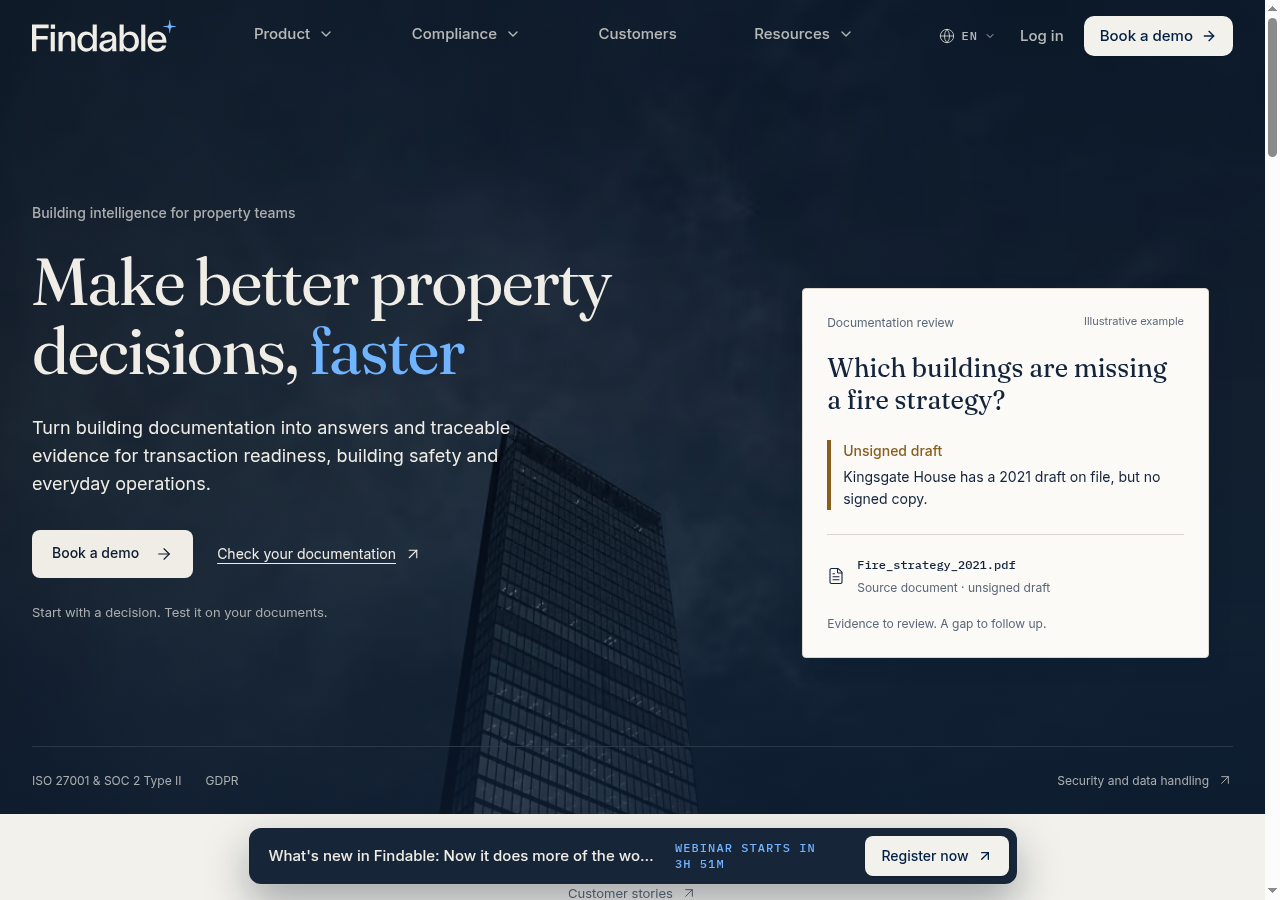 Findable
Product
Compliance
Customers
Resources
EN
Log in
Book a demo
Building intelligence for property teams
Make better property
decisions, faster
Turn building documentation into answers and traceable
evidence for transaction readiness, building safety and
everyday operations.
Book a demo
Check your documentation
Start with a decision. Test it on your documents.
Documentation review
Illustrative example
Which buildings are missing
a fire strategy?
Unsigned draft
Kingsgate House has a 2021 draft on file, but no
signed copy.
Fire_strategy_2021.pdf
Source document · unsigned draft
Evidence to review. A gap to follow up.
ISO 27001 & SOC 2 Type II
GDPR
Security and data handling
What's new in Findable: Now it does more of the wo...
WEBINAR STARTS IN
3H 51M
Register now
Customer stories